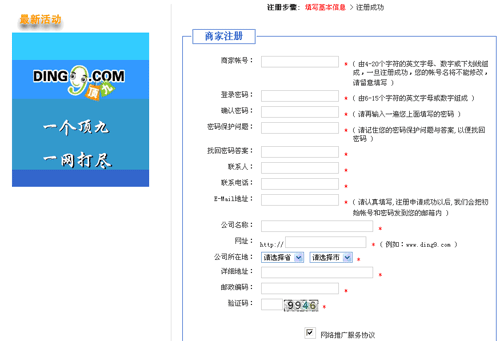 最新活动
DING9.COM
顶九
一个顶九
一网打尽
注册步骤：填写基本信息 > 注册成功
商家注册
商家帐号： * ( 由4-20个字符的英文字母、数字或下划线组
成，一旦注册成功，您的帐号名将不能修改，
请留意填写 )
登录密码： * ( 由6-15个字符的英文字母或数字组成 )
确认密码： * ( 请再输入一遍您上面填写的密码 )
密码保护问题： * ( 请记住您的密码保护问题与答案,以便找回
密码 )
找回密码答案： *
联系人： *
联系电话： *
E-Mail地址： * ( 请认真填写,注册申请成功以后,我们会把初
始帐号和密码发到您的邮箱内 )
公司名称： *
网址： http:// * ( 例如：www.ding9.com )
公司所在地： 请选择省 请选择市 *
详细地址： *
邮政编码： *
验证码： 9946 *
网络推广服务协议